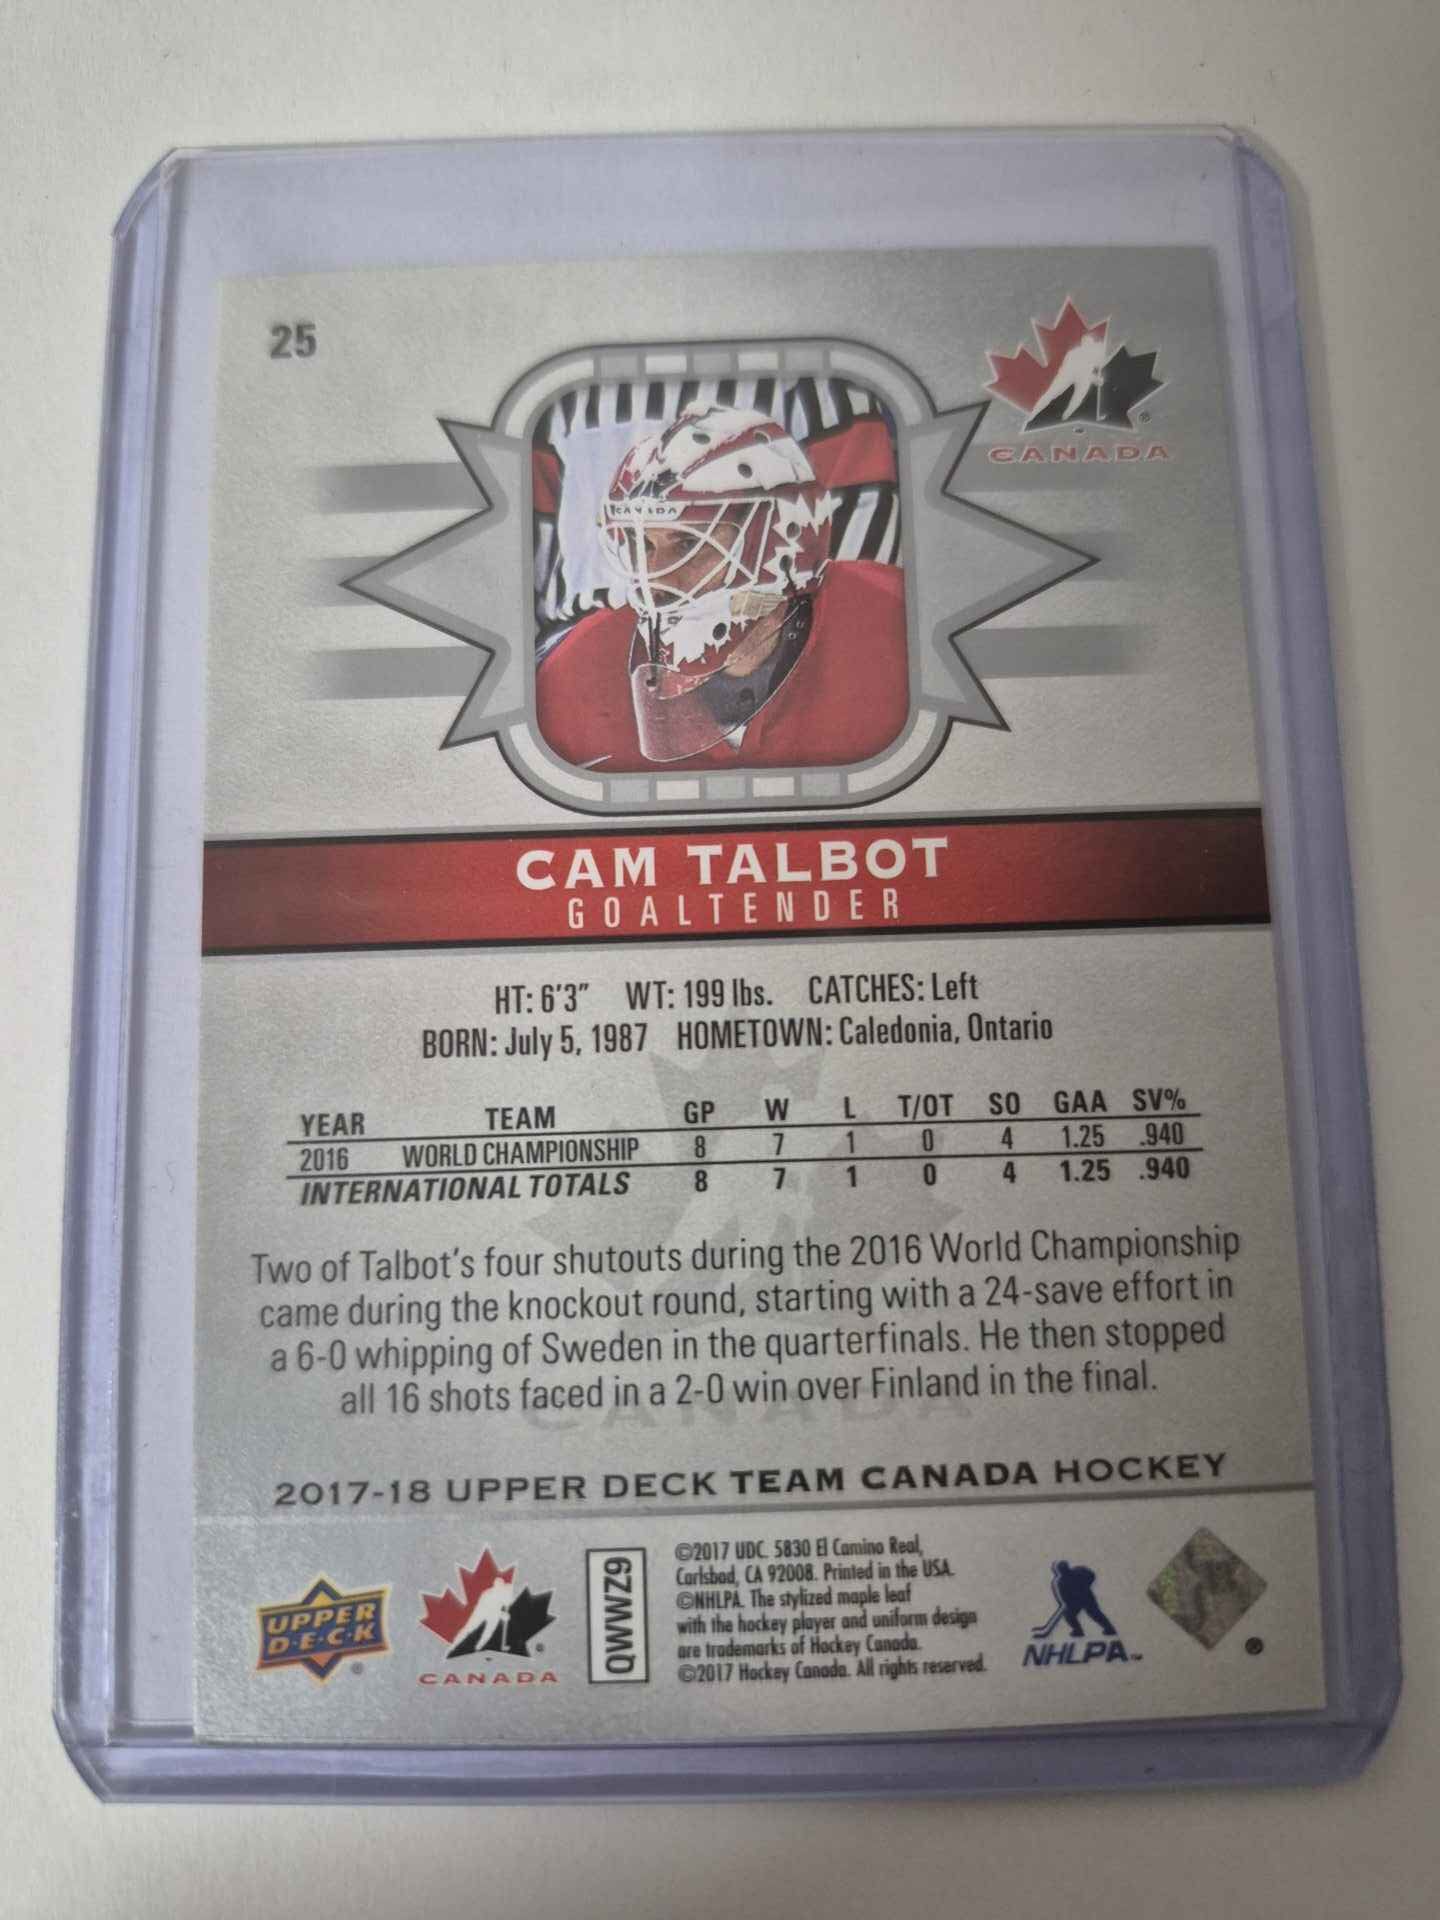 25
CANADA
CANADA
CAM TALBOT
GOALTENDER
HT: 6'3" WT: 199 lbs. CATCHES: Left
BORN: July 5, 1987 HOMETOWN: Caledonia, Ontario
YEAR TEAM GP W L T/OT SO GAA SV%
2016 WORLD CHAMPIONSHIP 8 7 1 0 4 1.25 .940
INTERNATIONAL TOTALS 8 7 1 0 4 1.25 .940
Two of Talbot's four shutouts during the 2016 World Championship
came during the knockout round, starting with a 24-save effort in
a 6-0 whipping of Sweden in the quarterfinals. He then stopped
all 16 shots faced in a 2-0 win over Finland in the final.
CANADA
2017-18 UPPER DECK TEAM CANADA HOCKEY
UPPER
D·E·C·K
®
CANADA
®
QWWZ9
©2017 UDC. 5830 El Camino Real,
Carlsbad, CA 92008. Printed in the USA.
©NHLPA. The stylized maple leaf
with the hockey player and uniform design
are trademarks of Hockey Canada.
©2017 Hockey Canada. All rights reserved.
NHLPA™
®